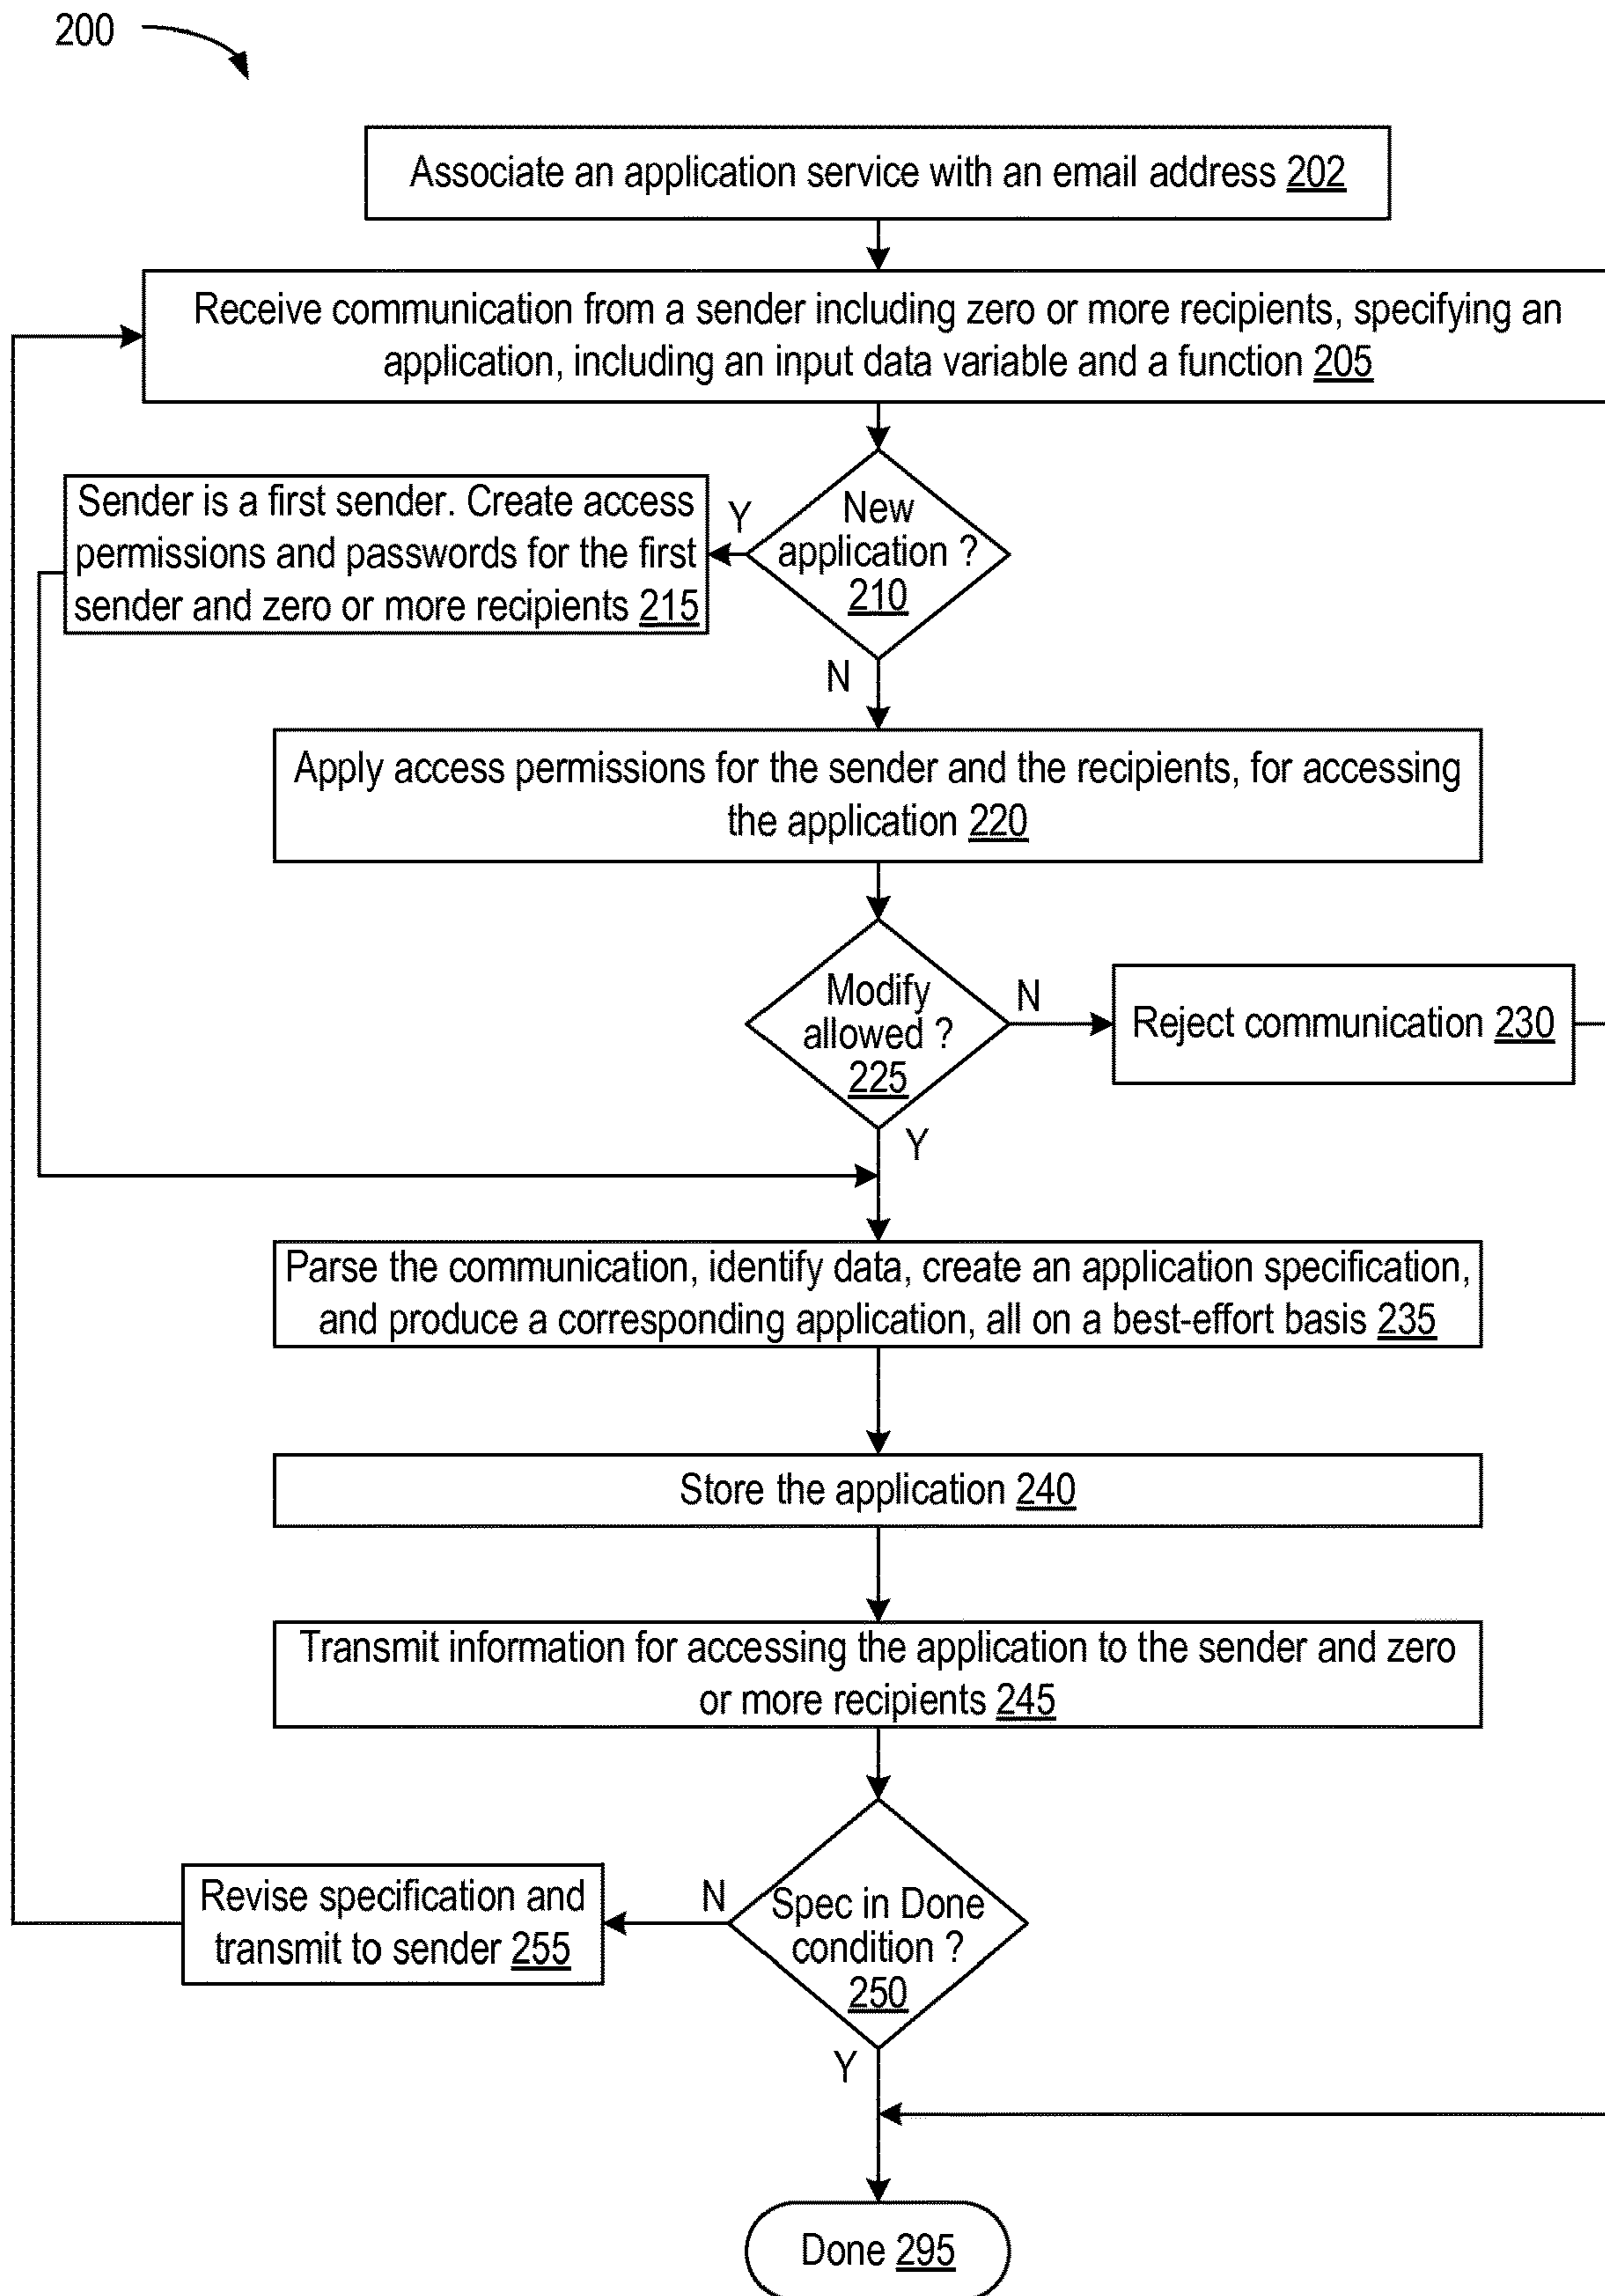 200
Associate an application service with an email address 202
Receive communication from a sender including zero or more recipients, specifying an
application, including an input data variable and a function 205
Sender is a first sender. Create access
permissions and passwords for the first
sender and zero or more recipients 215
Y
New
application ?
210
N
Apply access permissions for the sender and the recipients, for accessing
the application 220
Modify
allowed ?
225
N
Reject communication 230
Y
Parse the communication, identify data, create an application specification,
and produce a corresponding application, all on a best-effort basis 235
Store the application 240
Transmit information for accessing the application to the sender and zero
or more recipients 245
Revise specification and
transmit to sender 255
N
Spec in Done
condition ?
250
Y
Done 295